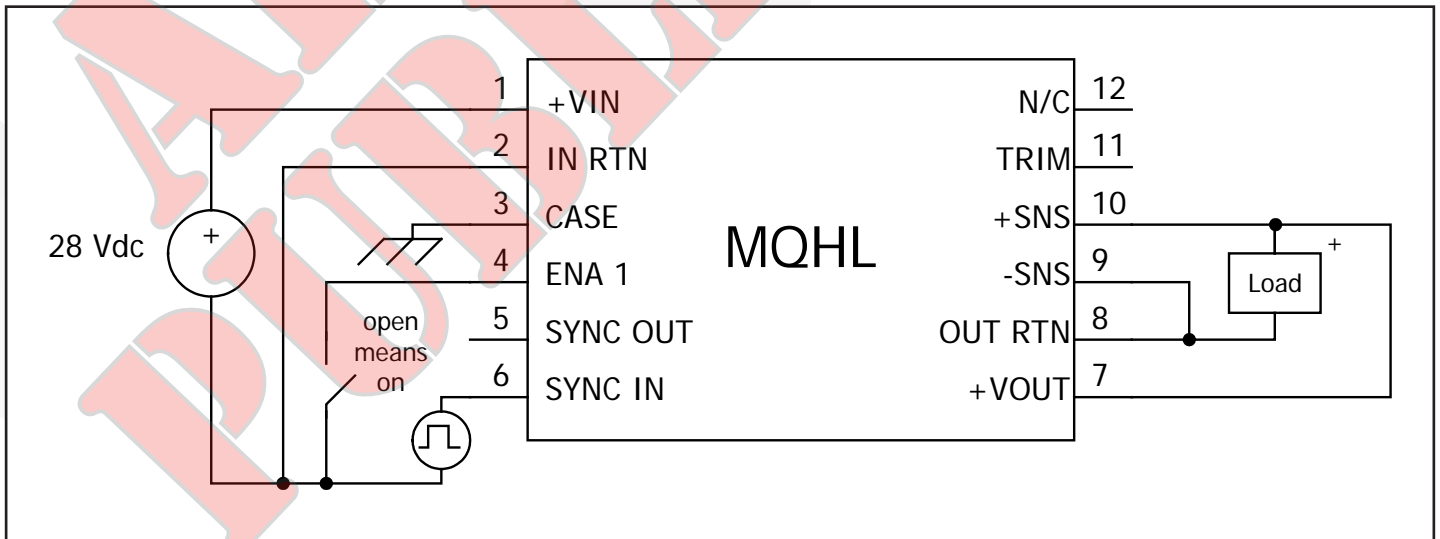 1 +VIN
2 IN RTN
3 CASE
4 ENA 1
5 SYNC OUT
6 SYNC IN
28 Vdc
+
open
means
on
MQHL
N/C 12
TRIM 11
+SNS 10
-SNS 9
OUT RTN 8
+VOUT 7
Load
+